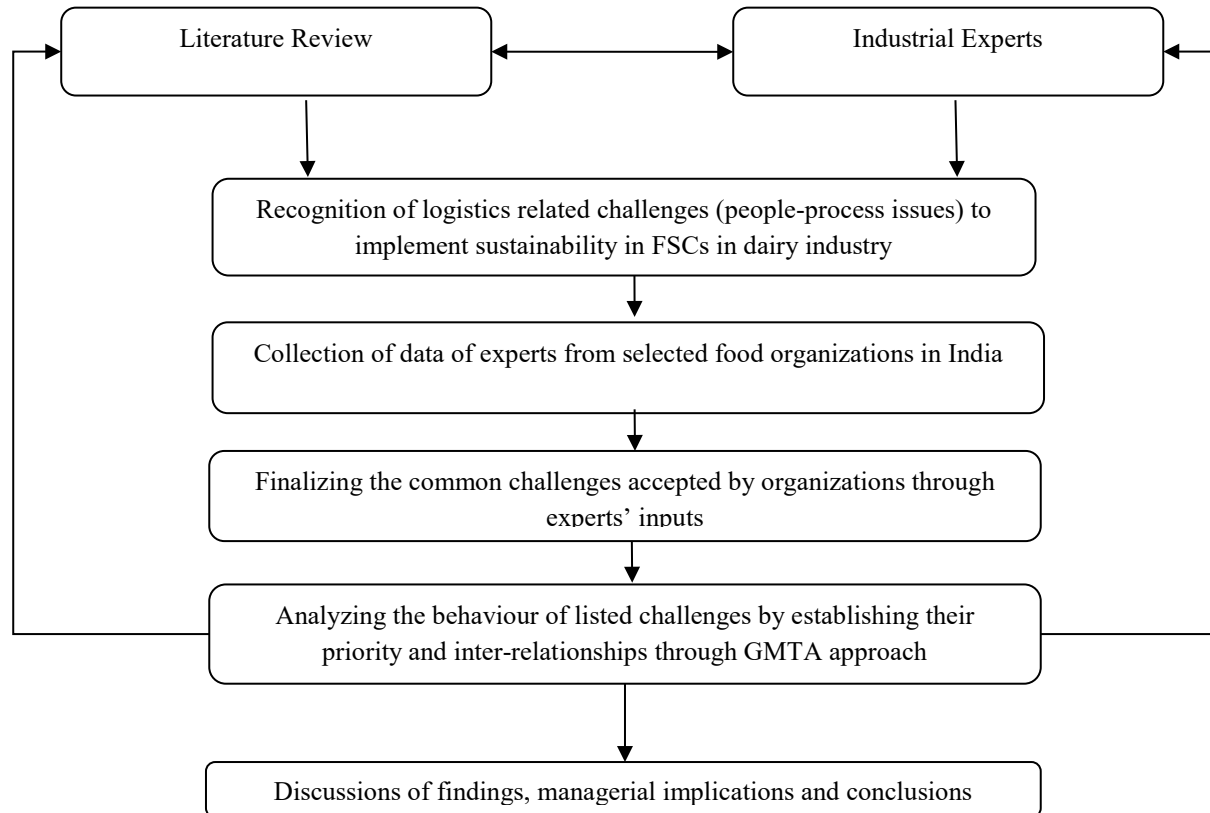 Literature Review
Industrial Experts
Recognition of logistics related challenges (people-process issues) to
implement sustainability in FSCs in dairy industry
Collection of data of experts from selected food organizations in India
Finalizing the common challenges accepted by organizations through
experts’ inputs
Analyzing the behaviour of listed challenges by establishing their
priority and inter-relationships through GMTA approach
Discussions of findings, managerial implications and conclusions